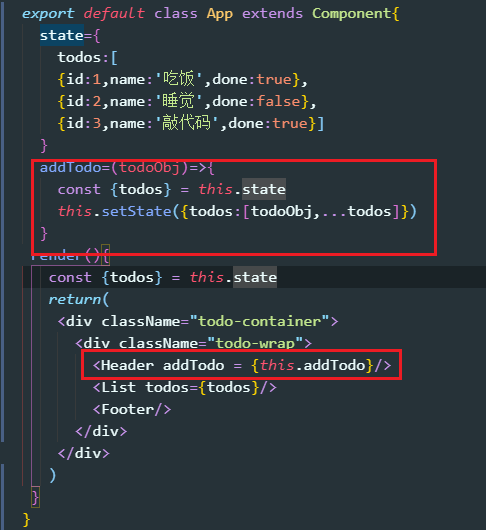 export default class App extends Component{
state={
todos:[
{id:1,name:'吃饭',done:true},
{id:2,name:'睡觉',done:false},
{id:3,name:'敲代码',done:true}]
}
addTodo=(todoObj)=>{
const {todos} = this.state
this.setState({todos:[todoObj,...todos]})
}
render(){
const {todos} = this.state
return(
<div className="todo-container">
<div className="todo-wrap">
<Header addTodo = {this.addTodo}/>
<List todos={todos}/>
<Footer/>
</div>
</div>
)
}
}